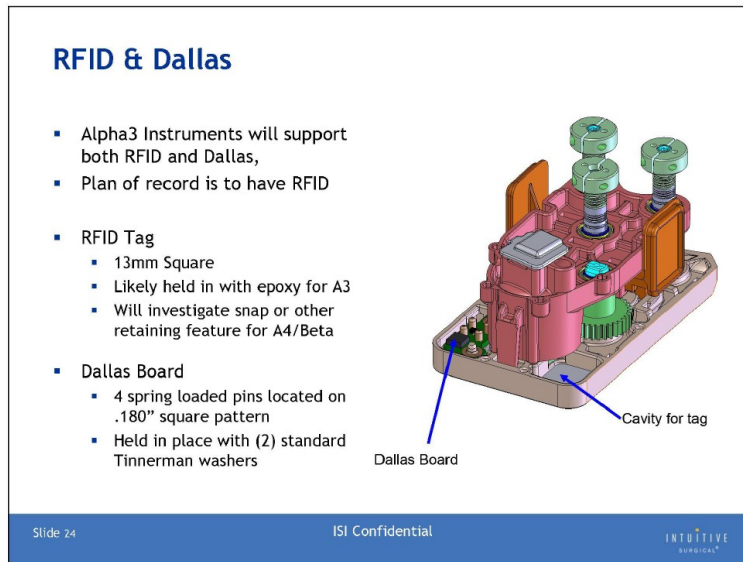 RFID & Dallas
▪ Alpha3 Instruments will support
both RFID and Dallas,
▪ Plan of record is to have RFID
▪ RFID Tag
▪ 13mm Square
▪ Likely held in with epoxy for A3
▪ Will investigate snap or other
retaining feature for A4/Beta
▪ Dallas Board
▪ 4 spring loaded pins located on
.180” square pattern
▪ Held in place with (2) standard
Tinnerman washers
Cavity for tag
Dallas Board
Slide 24
ISI Confidential
INTUITIVE
SURGICAL®